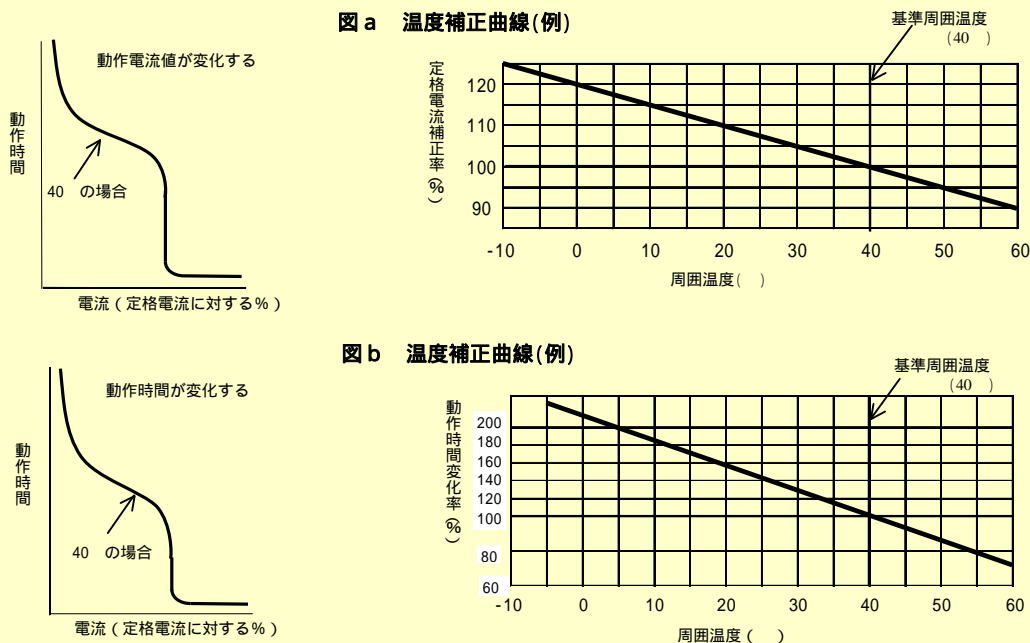 図a 温度補正曲線(例)
動作電流値が変化する
動作時間
40 の場合
電流(定格電流に対する%)
基準周囲温度
(40 )
定格電流補正率(%)
120
110
100
90
-10 0 10 20 30 40 50 60
周囲温度( )
図b 温度補正曲線(例)
動作時間が変化する
動作時間
40 の場合
電流(定格電流に対する%)
基準周囲温度
(40 )
動作時間変化率(%)
200
180
160
140
120
100
80
60
-10 0 10 20 30 40 50 60
周囲温度( )